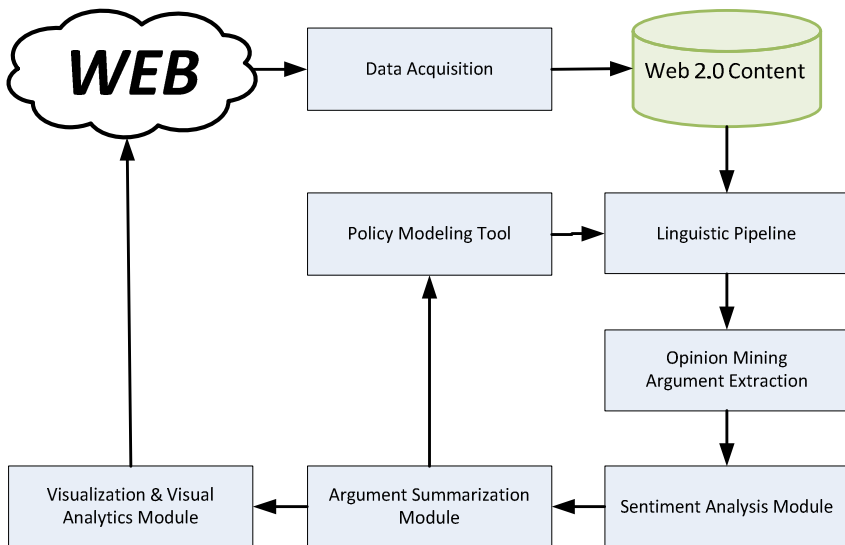 WEB
Data Acquisition
Web 2.0 Content
Policy Modeling Tool
Linguistic Pipeline
Opinion Mining
Argument Extraction
Visualization & Visual
Analytics Module
Argument Summarization
Module
Sentiment Analysis Module